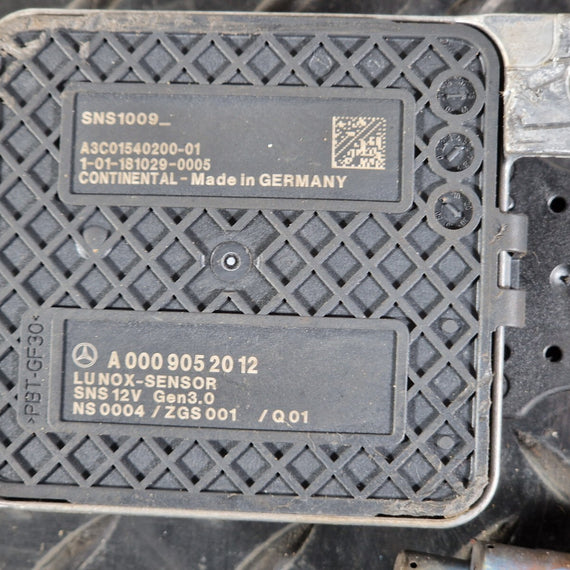 SNS1009_
A3C01540200-01
1-01-181029-0005
CONTINENTAL - Made in GERMANY
>PBT-GF30<
A 000 905 20 12
LU NOX-SENSOR
SNS 12V Gen3.0
NS 0004 / ZGS 001 / Q 01